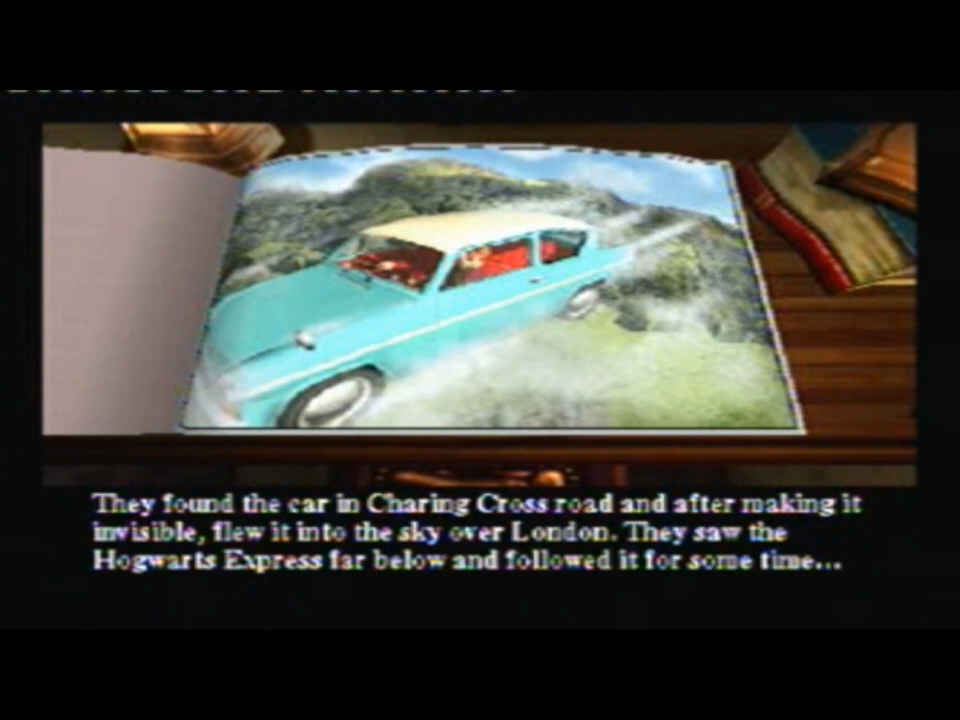 They found the car in Charing Cross road and after making it
invisible, flew it into the sky over London. They saw the
Hogwarts Express far below and followed it for some time...